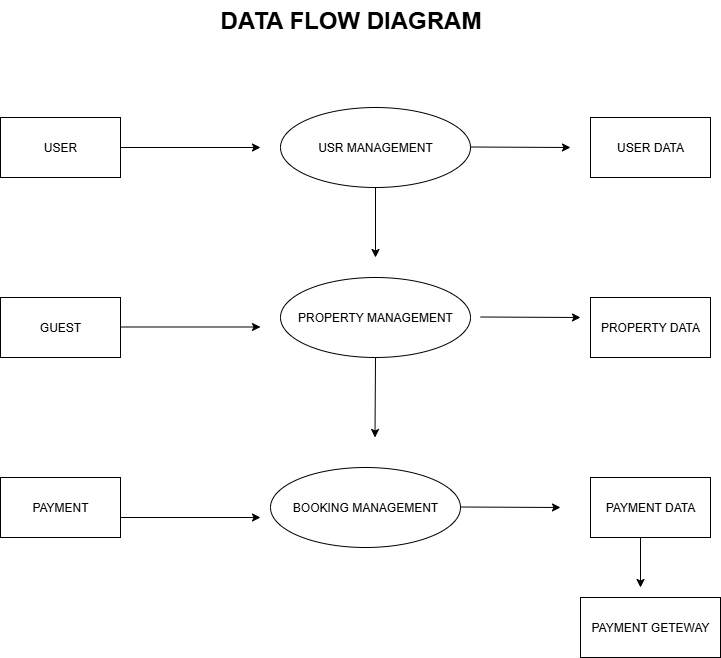 DATA FLOW DIAGRAM
USER
USR MANAGEMENT
USER DATA
GUEST
PROPERTY MANAGEMENT
PROPERTY DATA
PAYMENT
BOOKING MANAGEMENT
PAYMENT DATA
PAYMENT GETEWAY